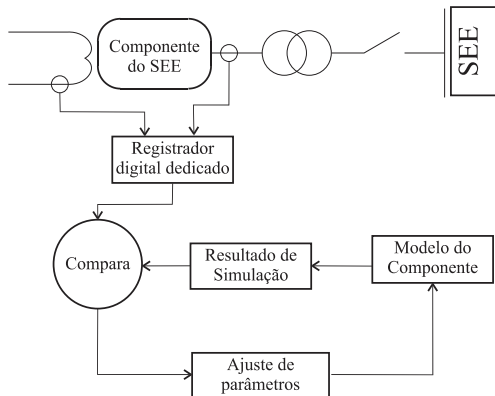 Componente
do SEE
SEE
Registrador
digital dedicado
Compara
Resultado de
Simulação
Modelo do
Componente
Ajuste de
parâmetros